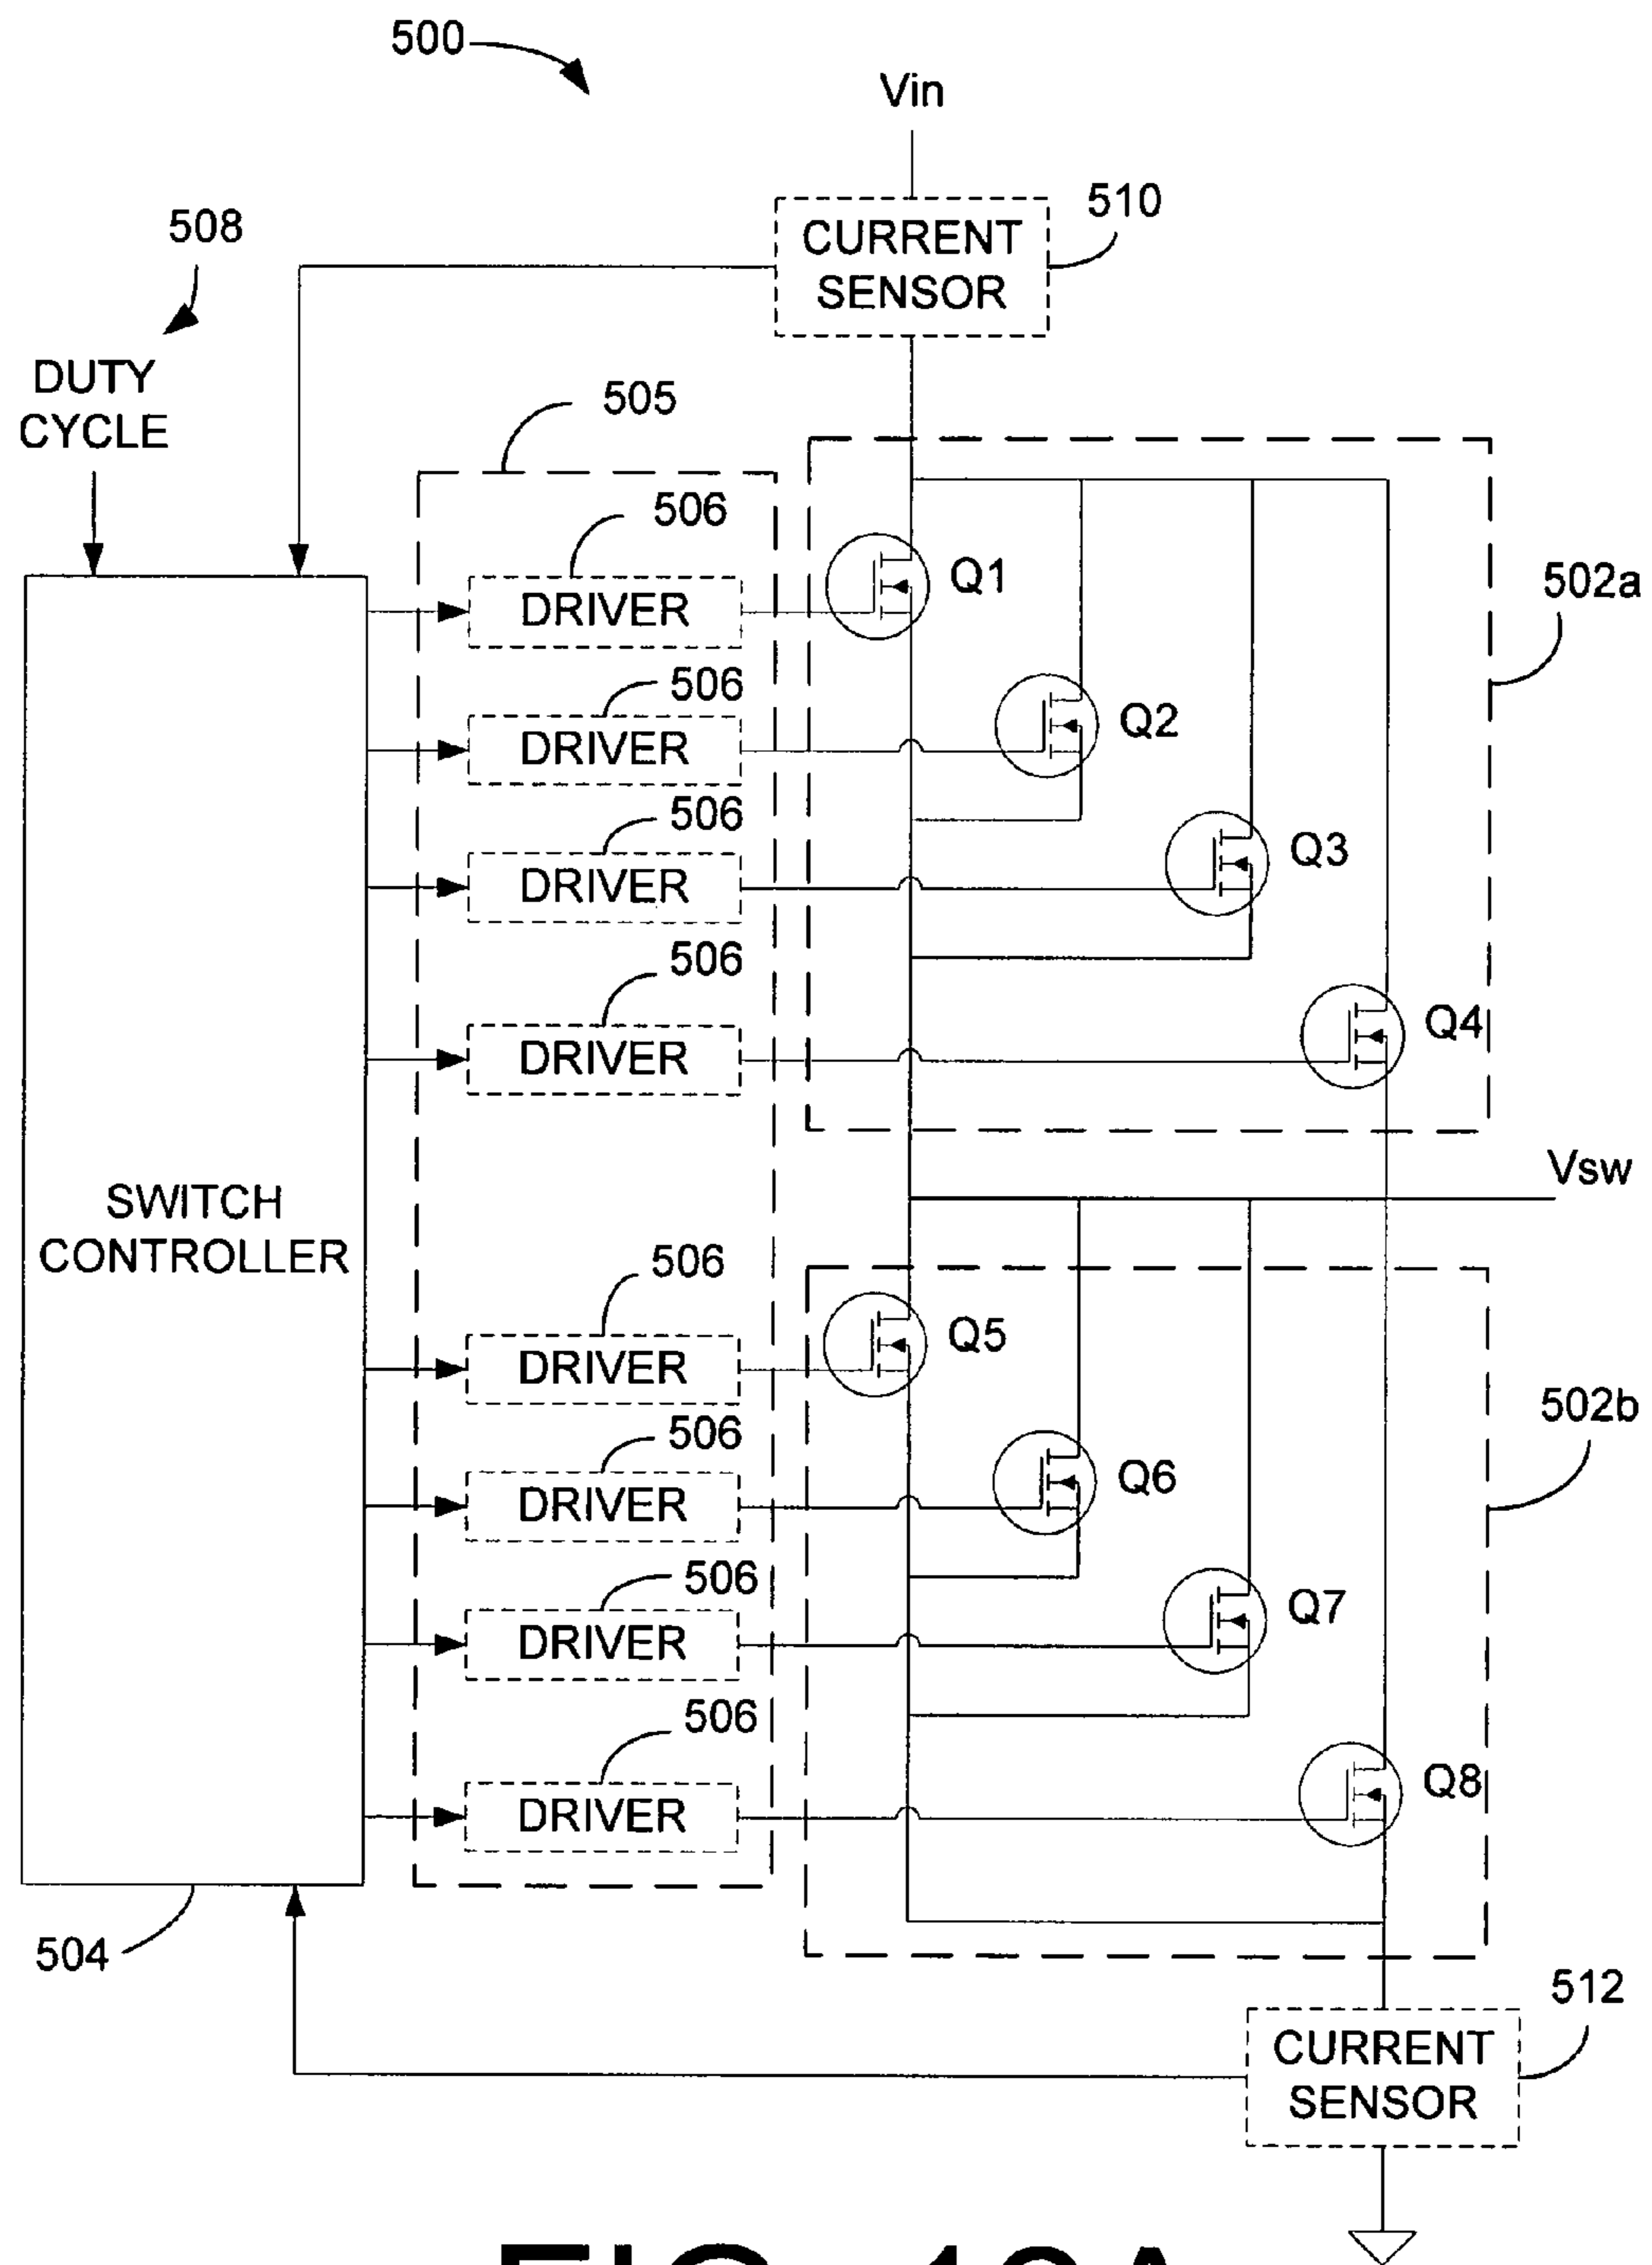 500
Vin
508
CURRENT
SENSOR
510
DUTY
CYCLE
505
506
DRIVER
Q1
502a
506
DRIVER
Q2
506
DRIVER
Q3
506
DRIVER
Q4
Vsw
SWITCH
CONTROLLER
506
DRIVER
Q5
502b
506
DRIVER
Q6
506
DRIVER
Q7
506
DRIVER
Q8
504
512
CURRENT
SENSOR